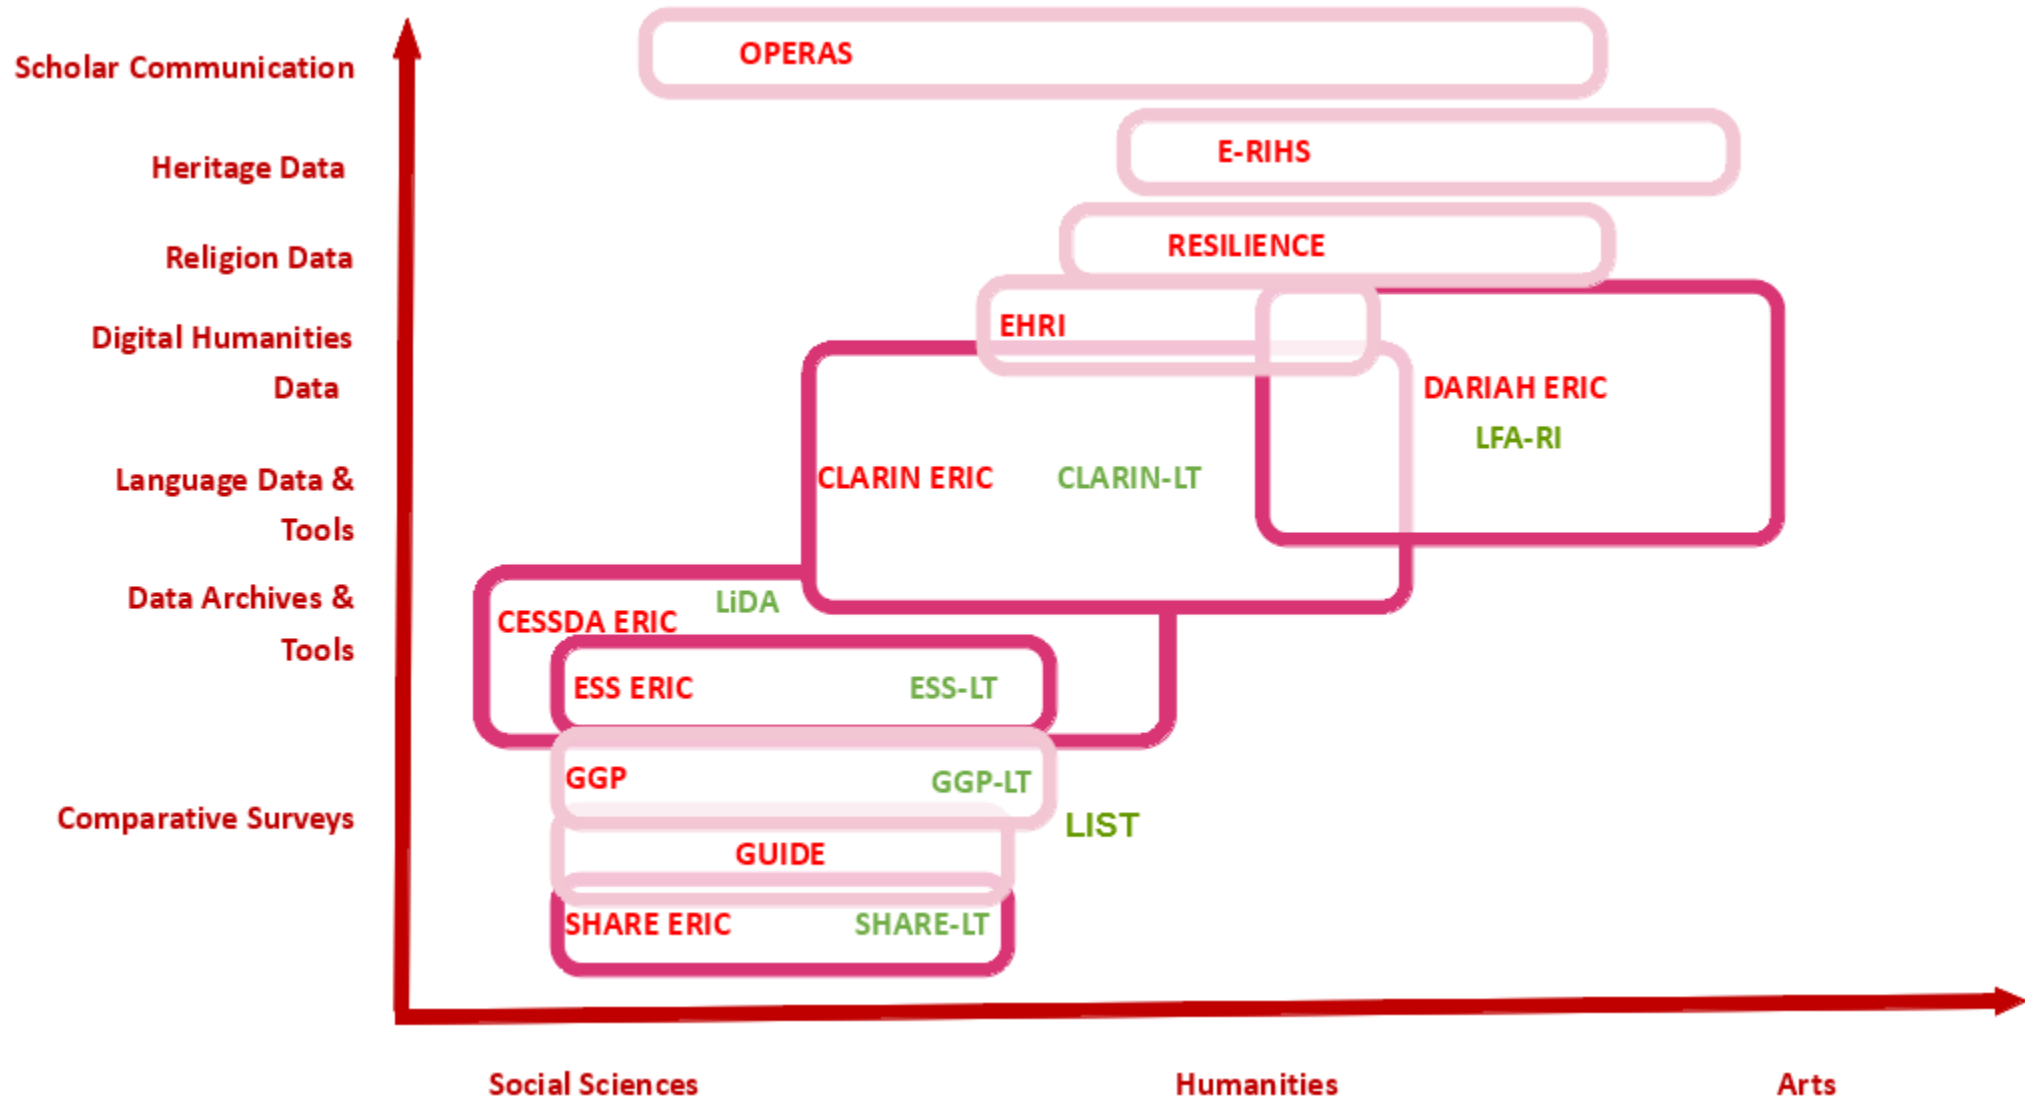 Scholar Communication
OPERAS
Heritage Data
E-RIHS
Religion Data
RESILIENCE
Digital Humanities
Data
EHRI
DARIAH ERIC
LFA-RI
Language Data &
Tools
CLARIN ERIC
CLARIN-LT
Data Archives &
Tools
CESSDA ERIC
LiDA
ESS ERIC
ESS-LT
Comparative Surveys
GGP
GGP-LT
LIST
GUIDE
SHARE ERIC
SHARE-LT
Social Sciences
Humanities
Arts